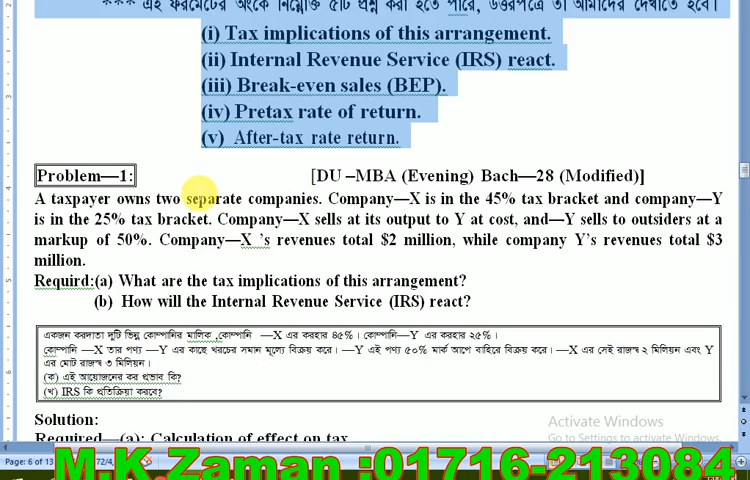 *** এই ফরমেটের অংকে নিম্নোক্ত ৫টি প্রশ্ন করা হতে পারে, উত্তরপত্রে তা আমাদের দেখাতে হবে।
(i) Tax implications of this arrangement.
(ii) Internal Revenue Service (IRS) react.
(iii) Break-even sales (BEP).
(iv) Pretax rate of return.
(v) After-tax rate return.
Problem—1: [DU –MBA (Evening) Bach—28 (Modified)]
A taxpayer owns two separate companies. Company—X is in the 45% tax bracket and company—Y
is in the 25% tax bracket. Company—X sells at its output to Y at cost, and—Y sells to outsiders at a
markup of 50%. Company—X 's revenues total $2 million, while company Y's revenues total $3
million.
Requird:(a) What are the tax implications of this arrangement?
(b) How will the Internal Revenue Service (IRS) react?
একজন করদাতা দুটি ভিন্ন কোম্পানির মালিক ,কোম্পানি —X এর করহার ৪৫%। কোম্পানি—Y এর করহার ২৫%।
কোম্পানি —X তার পণ্য —Y এর কাছে খরচের সমান মূল্যে বিক্রয় করে। —Y এই পণ্য ৫০% মার্ক আপে বাহিরে বিক্রয় করে। —X এর সেই রাজস্ব ২ মিলিয়ন এবং Y
এর মোট রাজস্ব ৩ মিলিয়ন।
(ক) এই আয়োজনের কর প্রভাব কি?
(খ) IRS কি প্রতিক্রিয়া করবে?
Solution:
Required—(a): Calculation of effect on tax
Activate Windows
Go to Settings to activate Windows.
Page: 6 of 13
M.K Zaman :01716-213084